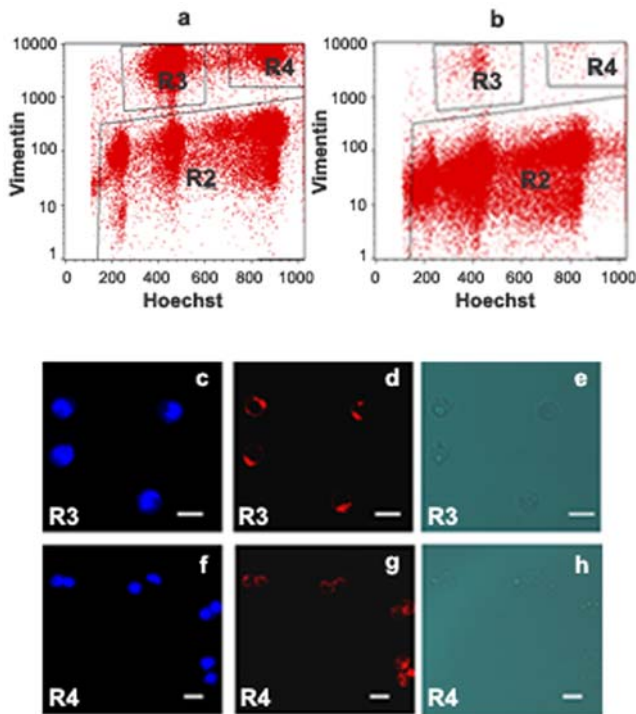 a b
10000 10000
R3 R4 R3 R4
1000 1000
Vimentin Vimentin
100 100
R2 R2
10 10
1 1
0 200 400 600 800 1000 0 200 400 600 800 1000
Hoechst Hoechst
c d e
R3 R3 R3
f g h
R4 R4 R4